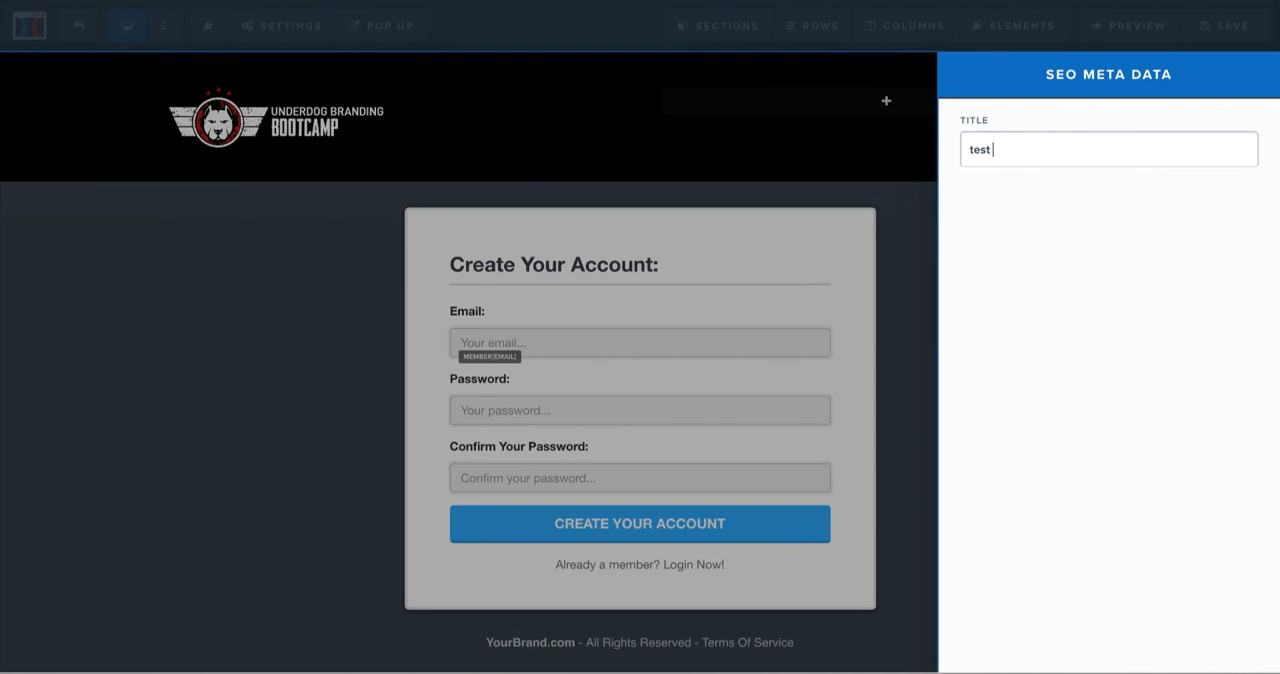 SETTINGS
POP UP
SECTIONS
ROWS
COLUMNS
ELEMENTS
PREVIEW
SAVE
UNDERDOG BRANDING
BOOTCAMP
SEO META DATA
TITLE
test
Create Your Account:
Email:
Your email...
MEMBER[EMAIL]
Password:
Your password...
Confirm Your Password:
Confirm your password...
CREATE YOUR ACCOUNT
Already a member? Login Now!
YourBrand.com - All Rights Reserved - Terms Of Service